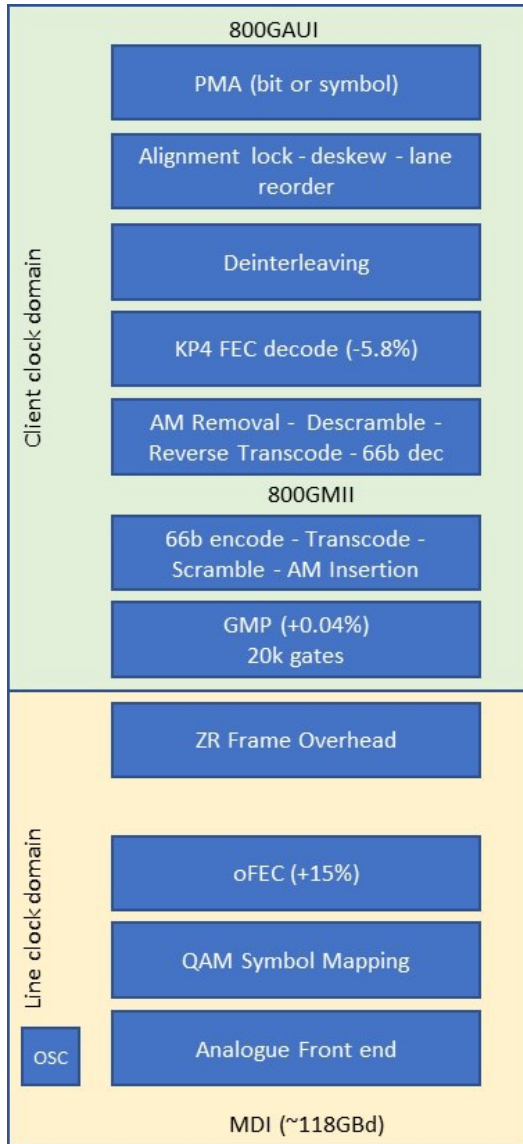 800GAUI
PMA (bit or symbol)
Alignment lock - deskew - lane
reorder
Deinterleaving
KP4 FEC decode (-5.8%)
AM Removal - Descramble -
Reverse Transcode - 66b dec
800GMII
66b encode - Transcode -
Scramble - AM Insertion
GMP (+0.04%)
20k gates
Client clock domain
ZR Frame Overhead
oFEC (+15%)
QAM Symbol Mapping
Analogue Front end
Line clock domain
OSC
MDI (~118GBd)